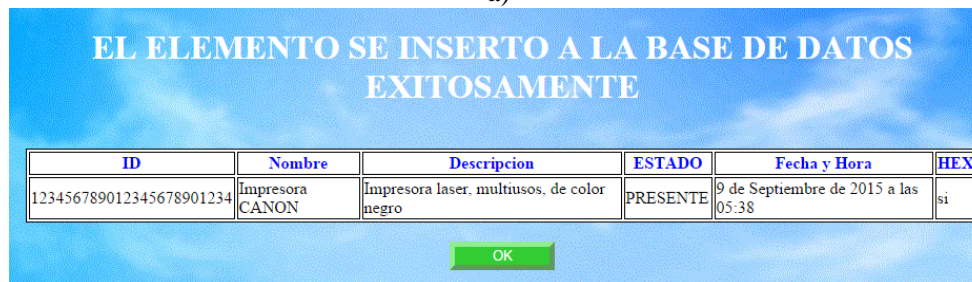 a)
EL ELEMENTO SE INSERTO A LA BASE DE DATOS
EXITOSAMENTE
ID Nombre Descripcion ESTADO Fecha y Hora HEX
123456789012345678901234 Impresora CANON Impresora laser, multiusos, de color negro PRESENTE 9 de Septiembre de 2015 a las 05:38 si
OK